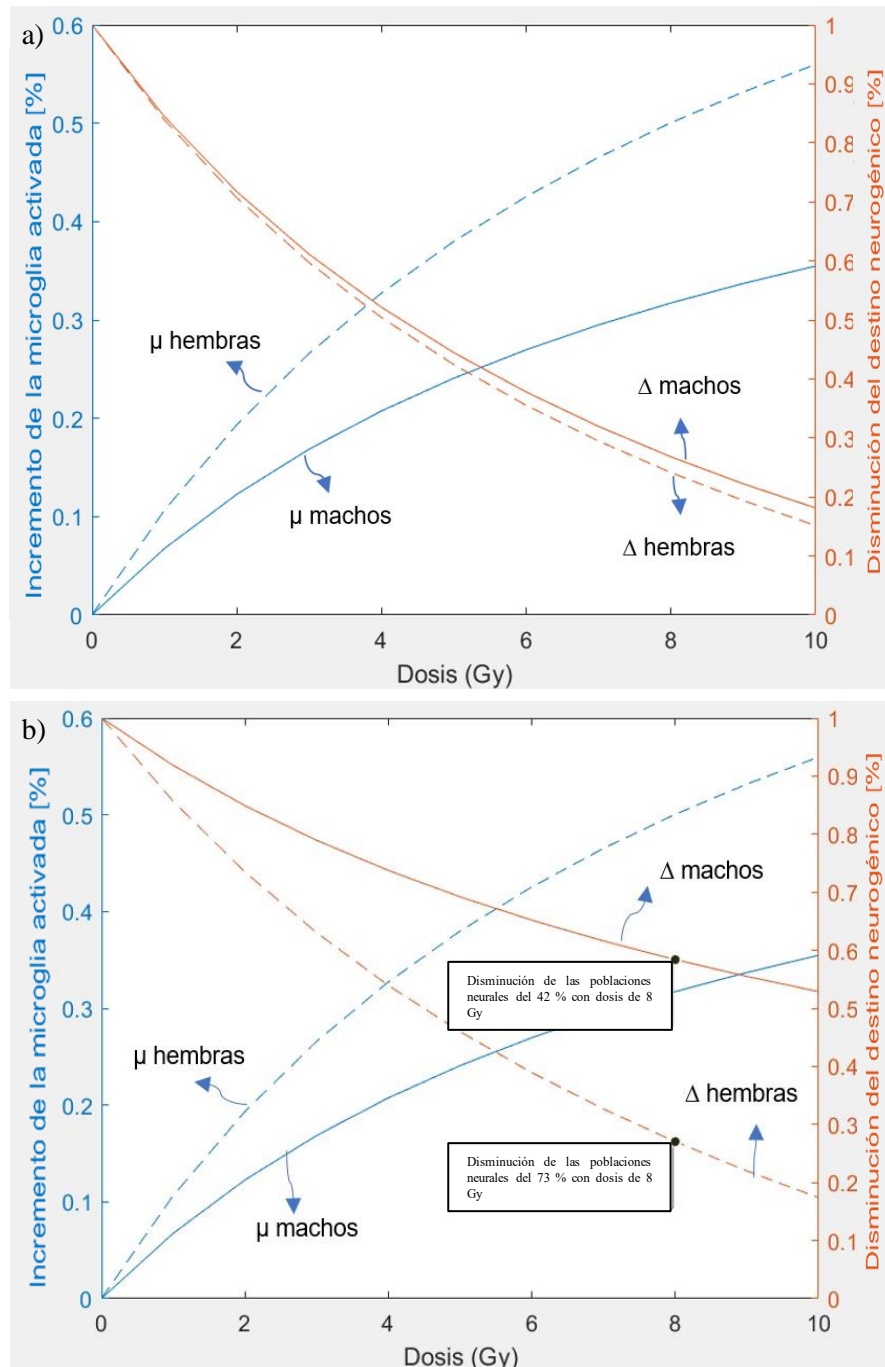 a)
Incremento de la microglia activada [%]
0.6
0.5
0.4
0.3
0.2
0.1
0
µ hembras
µ machos
∆ machos
∆ hembras
1
0.9
0.8
0.7
0.6
0.5
0.4
0.3
0.2
0.1
0
Disminución del destino neurogénico [%]
0 2 4 6 8 10
Dosis (Gy)
b)
Incremento de la microglia activada [%]
0.6
0.5
0.4
0.3
0.2
0.1
0
∆ machos
Disminución de las poblaciones
neurales del 42 % con dosis de 8
Gy
µ hembras
∆ hembras
Disminución de las poblaciones
neurales del 73 % con dosis de 8
Gy
µ machos
1
0.9
0.8
0.7
0.6
0.5
0.4
0.3
0.2
0.1
0
Disminución del destino neurogénico [%]
0 2 4 6 8 10
Dosis (Gy)